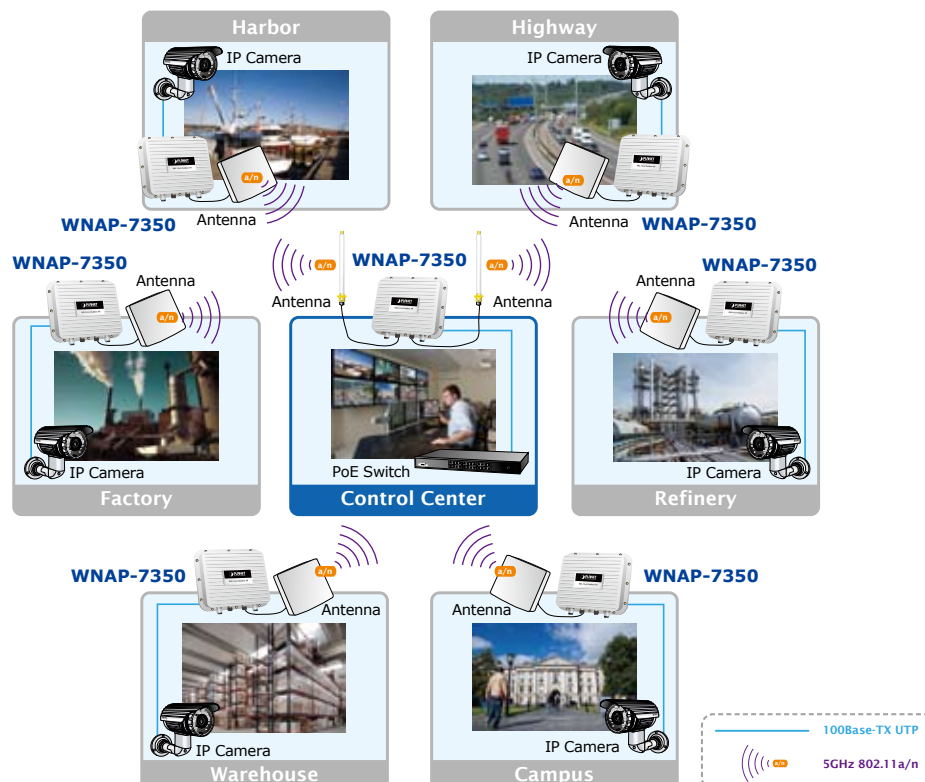 Harbor
Highway
IP Camera
IP Camera
a/n
a/n
Antenna
Antenna
WNAP-7350
WNAP-7350
WNAP-7350
WNAP-7350
WNAP-7350
Antenna
a/n
a/n
Antenna
Antenna
Antenna
a/n
a/n
PLANET
IP Camera
PoE Switch
IP Camera
Factory
Control Center
Refinery
WNAP-7350
a/n
a/n
WNAP-7350
Antenna
Antenna
IP Camera
IP Camera
Warehouse
Campus
100Base-TX UTP
a/n
5GHz 802.11a/n